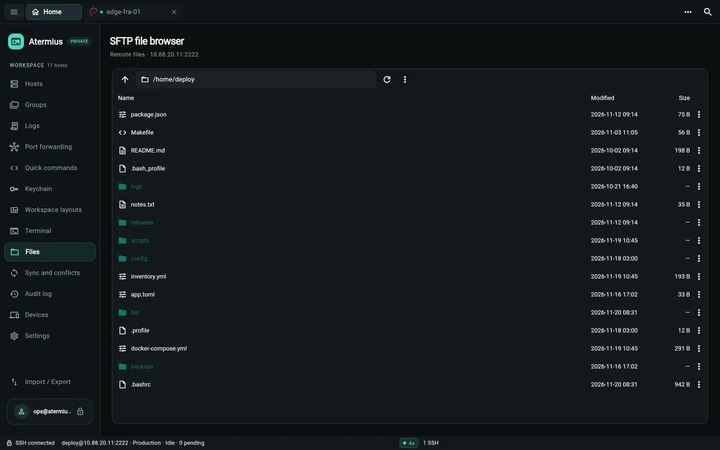 Home
edge-fra-01
Atermius PRIVATE
WORKSPACE 11 hosts
Hosts
Groups
Logs
Port forwarding
Quick commands
Keychain
Workspace layouts
Terminal
Files
Sync and conflicts
Audit log
Devices
Settings
Import / Export
ops@atermiu...
SFTP file browser
Remote files · 10.88.20.11:2222
/home/deploy
Name Modified Size
package.json 2026-11-12 09:14 75 B
Makefile 2026-11-03 11:05 56 B
README.md 2026-10-02 09:14 198 B
.bash_profile 2026-10-02 09:14 12 B
logs 2026-10-21 16:40 —
notes.txt 2026-11-12 09:14 35 B
releases 2026-11-12 09:14 —
scripts 2026-11-19 10:45 —
config 2026-11-18 03:00 —
inventory.yml 2026-11-19 10:45 193 B
app.toml 2026-11-16 17:02 33 B
bin 2026-11-20 08:31 —
.profile 2026-11-18 03:00 12 B
docker-compose.yml 2026-11-19 10:45 291 B
backups 2026-11-16 17:02 —
.bashrc 2026-11-20 08:31 942 B
SSH connected deploy@10.88.20.11:2222 · Production · Idle · 0 pending
1 SSH